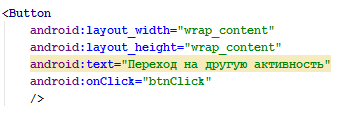 <Button
android:layout_width="wrap_content"
android:layout_height="wrap_content"
android:text="Переход на другую активность"
android:onClick="btnClick"
/>